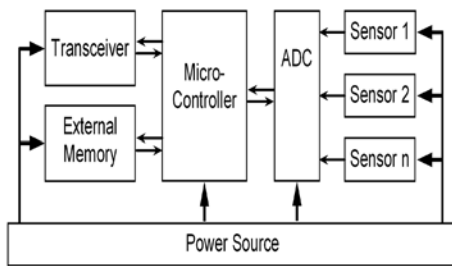 Transceiver
External
Memory
Micro-
Controller
ADC
Sensor 1
Sensor 2
Sensor n
Power Source